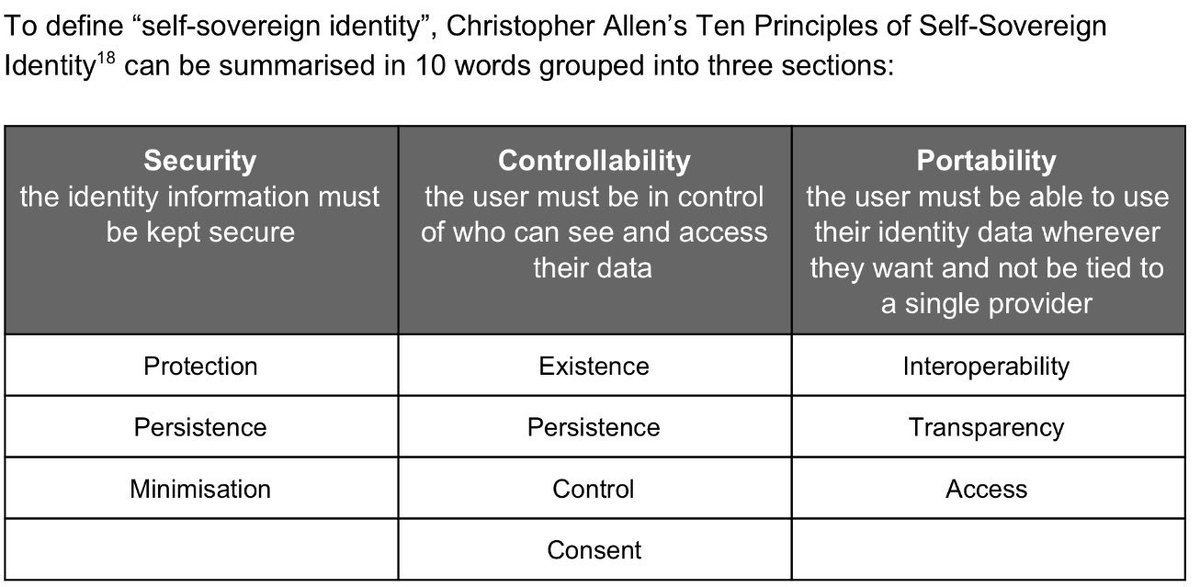 To define “self-sovereign identity”, Christopher Allen’s Ten Principles of Self-Sovereign
Identity18 can be summarised in 10 words grouped into three sections:
Security
the identity information must
be kept secure
Controllability
the user must be in control
of who can see and access
their data
Portability
the user must be able to use
their identity data wherever
they want and not be tied to
a single provider
Protection
Existence
Interoperability
Persistence
Persistence
Transparency
Minimisation
Control
Access
Consent